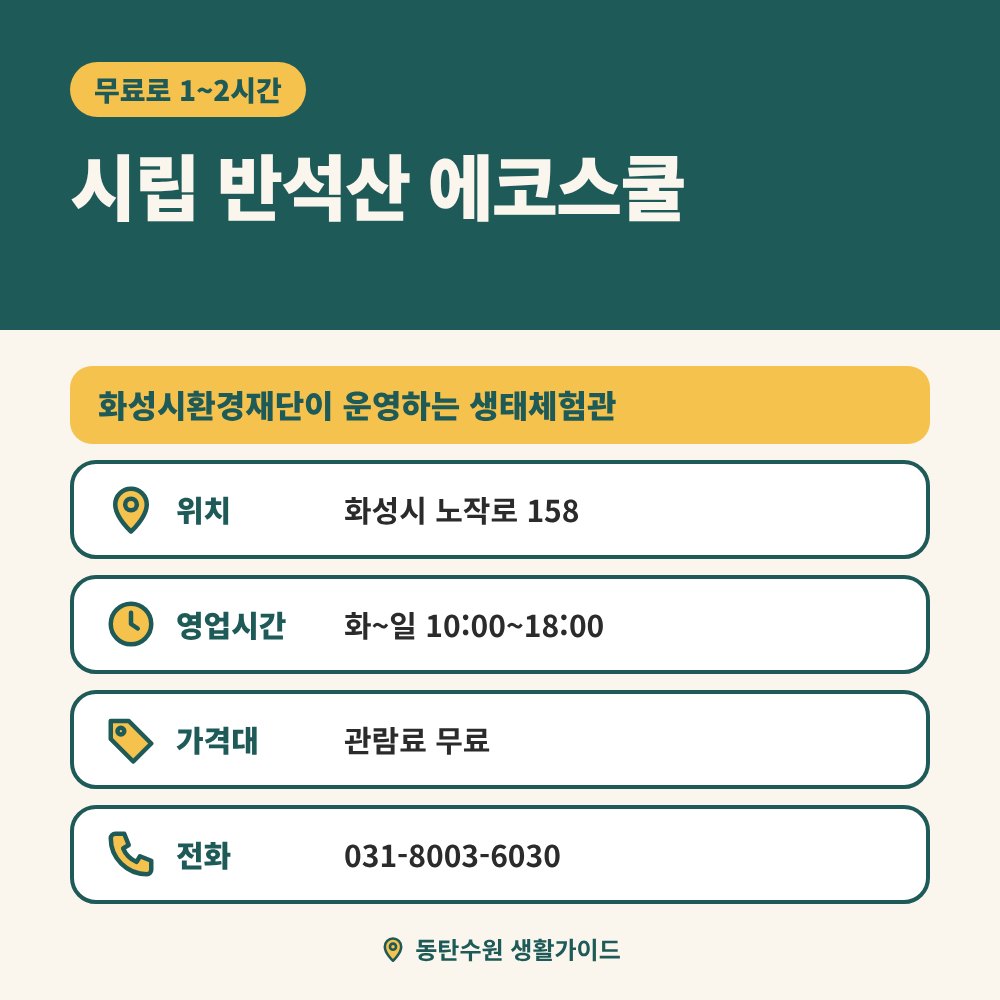 무료로 1~2시간
시립 반석산 에코스쿨
화성시환경재단이 운영하는 생태체험관
위치 화성시 노작로 158
영업시간 화~일 10:00~18:00
가격대 관람료 무료
전화 031-8003-6030
동탄수원 생활가이드